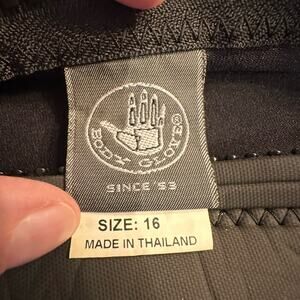 BODY GLOVE®
SINCE '53
SIZE: 16
MADE IN THAILAND